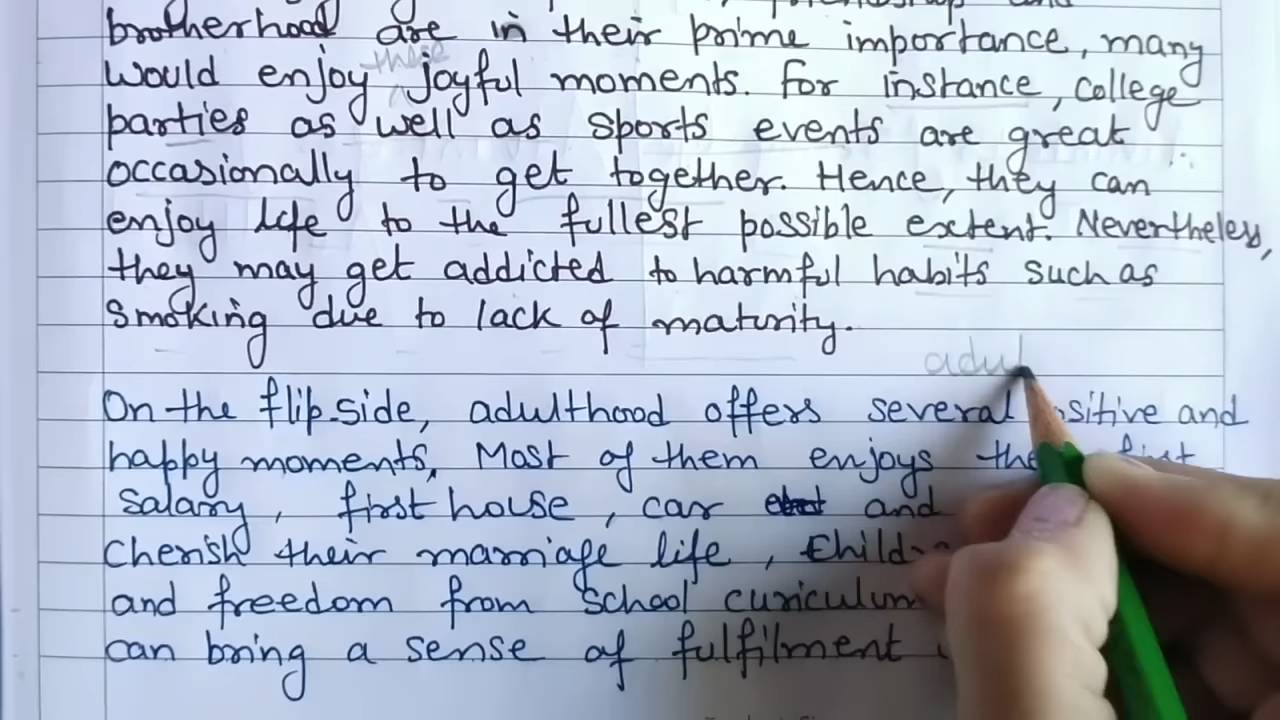 brotherhood are in their prime importance, many
these
would enjoy joyful moments. For instance, college
parties as well as sports events are great
occasionally to get together. Hence, they can
enjoy life to the fullest possible extent. Nevertheless,
they may get addicted to harmful habits such as
smoking due to lack of maturity.
adul
On the flip side, adulthood offers several and
happy moments. Most of them enjoys first
salary, first house, car and
cherish their marriage life,
and freedom from school
can bring a sense of fulfilment